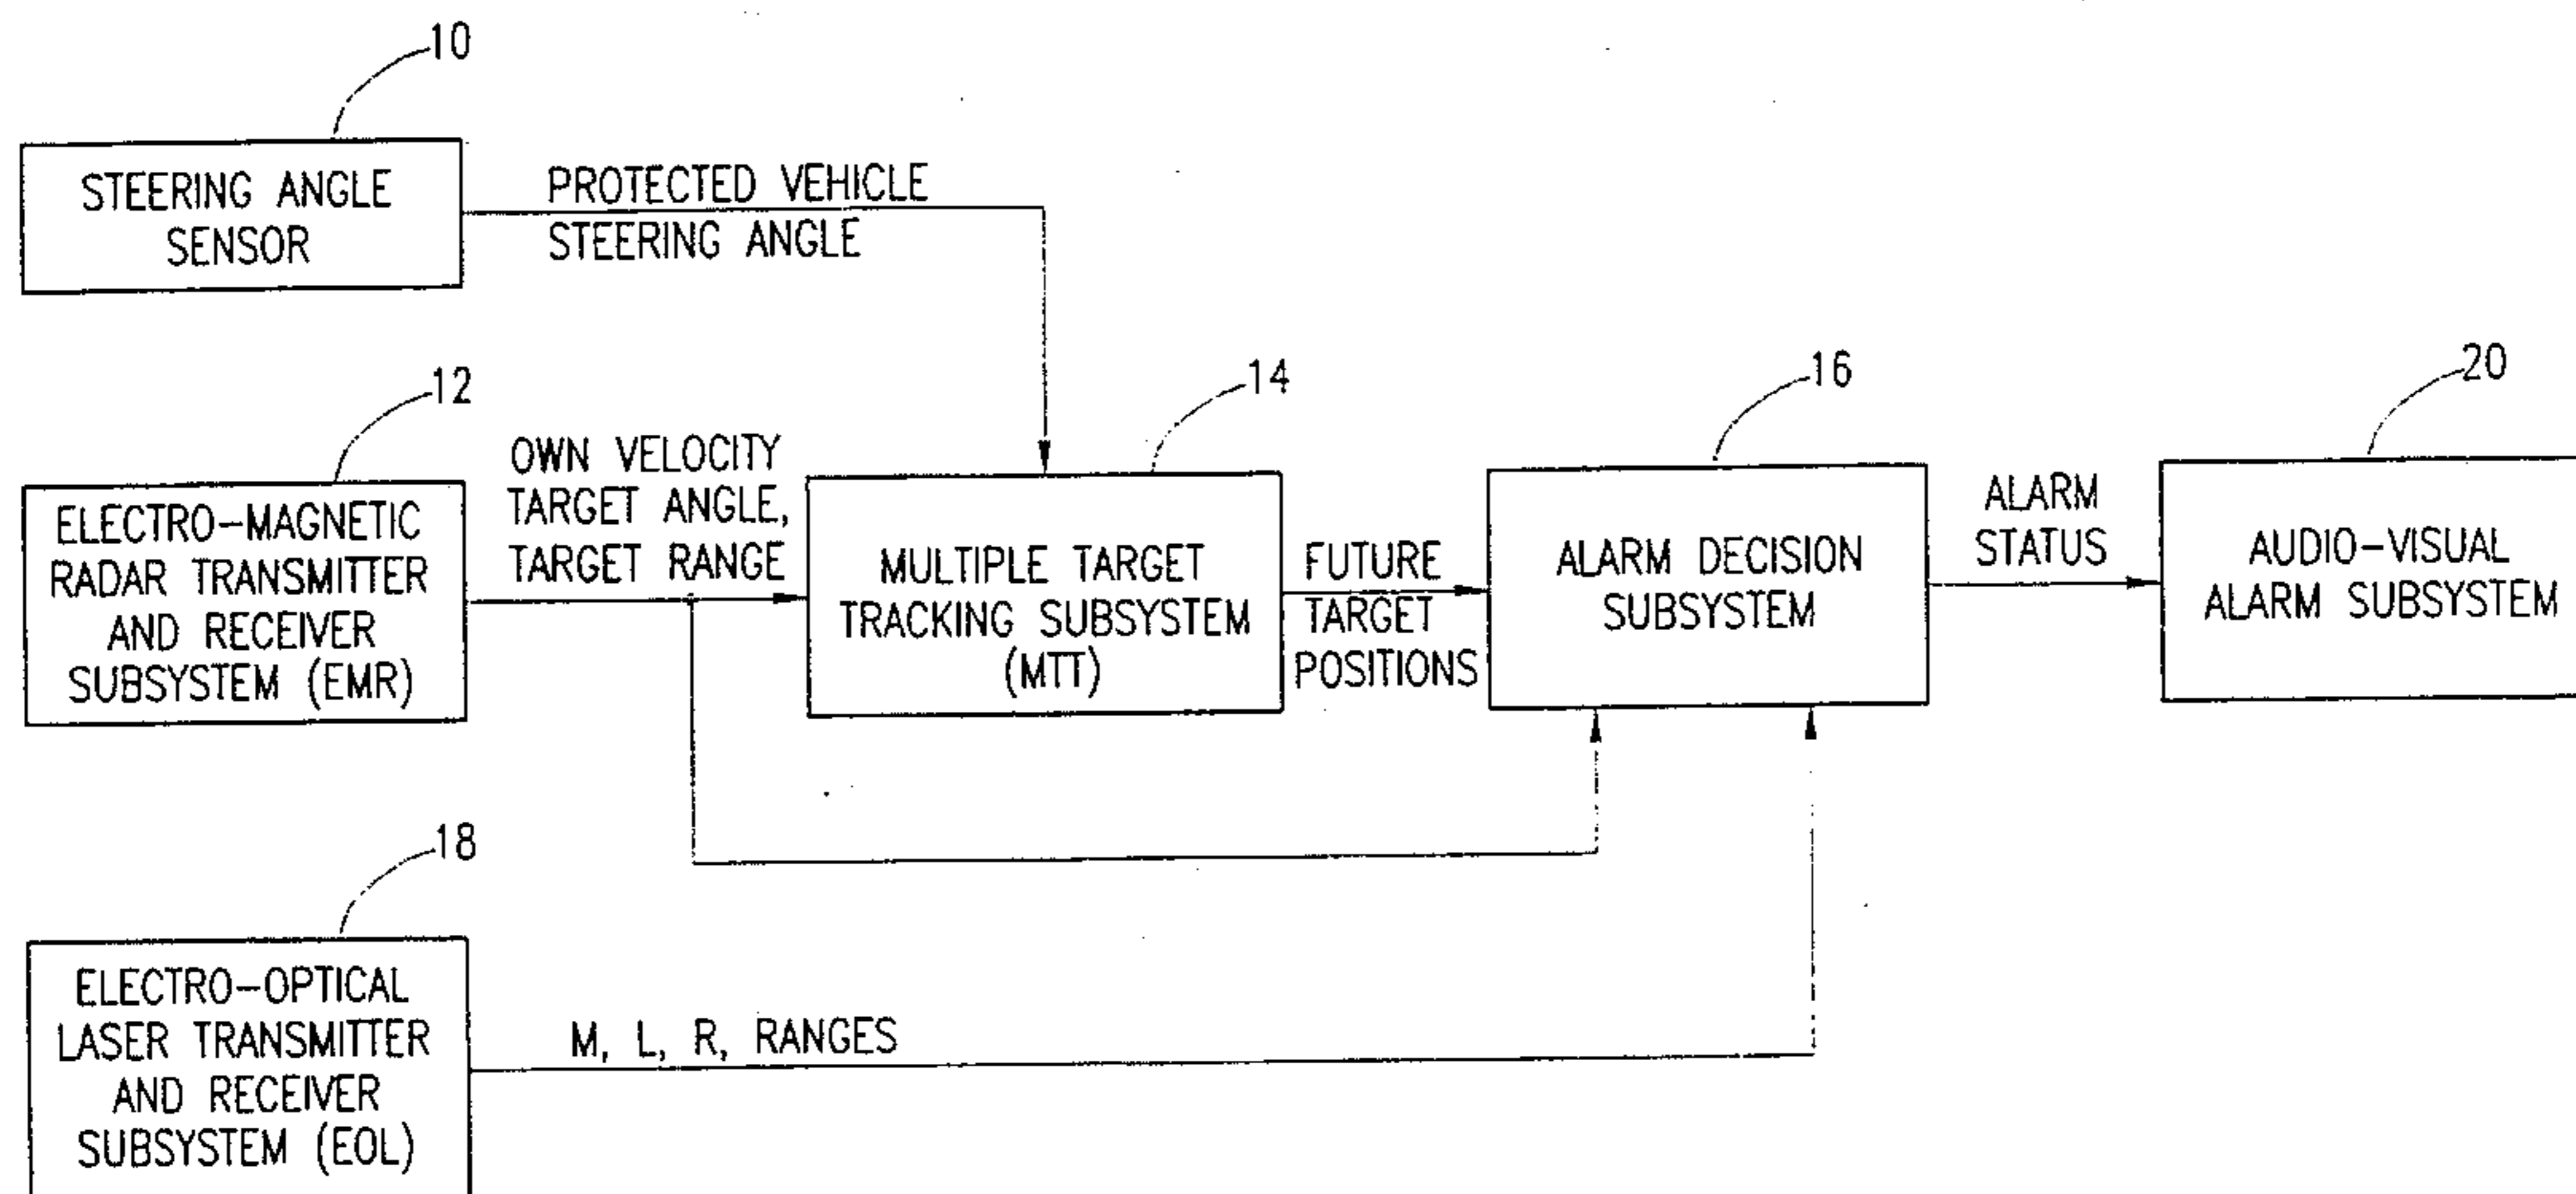 10
STEERING ANGLE
SENSOR
PROTECTED VEHICLE
STEERING ANGLE
12
ELECTRO-MAGNETIC
RADAR TRANSMITTER
AND RECEIVER
SUBSYSTEM (EMR)
OWN VELOCITY
TARGET ANGLE,
TARGET RANGE
14
MULTIPLE TARGET
TRACKING SUBSYSTEM
(MTT)
FUTURE
TARGET
POSITIONS
16
ALARM DECISION
SUBSYSTEM
ALARM
STATUS
20
AUDIO-VISUAL
ALARM SUBSYSTEM
18
ELECTRO-OPTICAL
LASER TRANSMITTER
AND RECEIVER
SUBSYSTEM (EOL)
M, L, R, RANGES